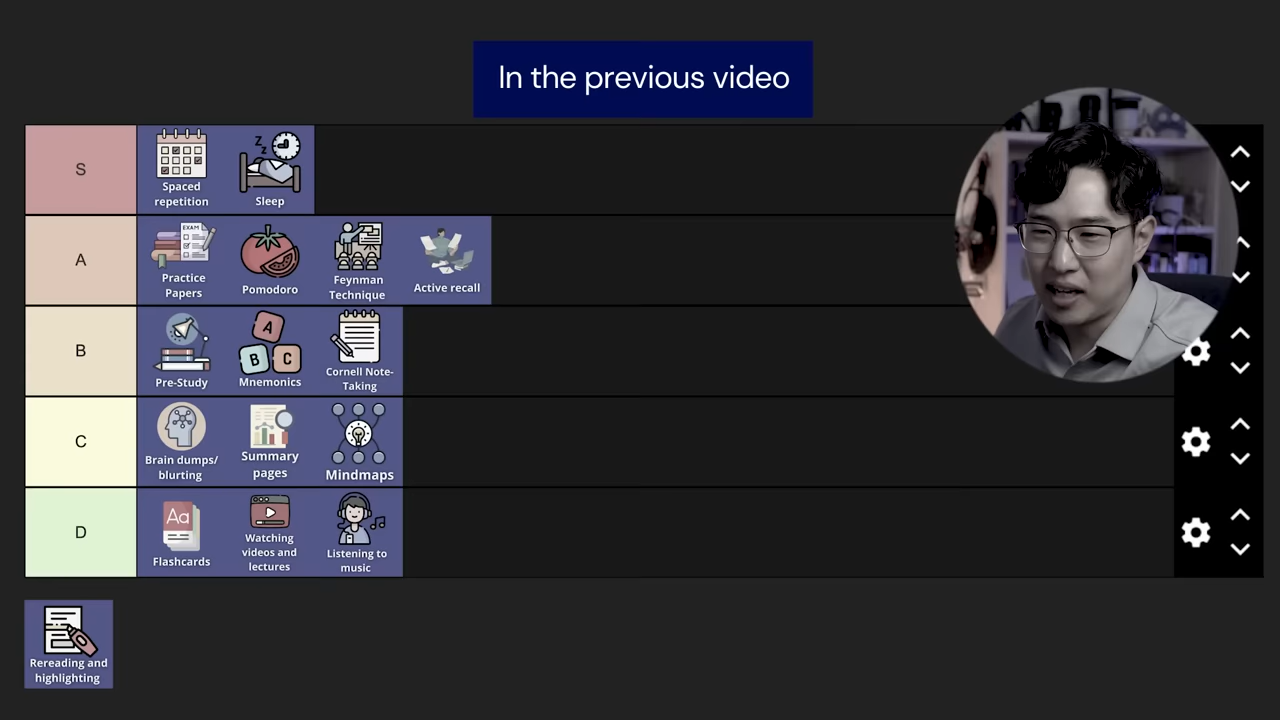 In the previous video
S
Spaced
repetition
Sleep
A
EXAM
Practice
Papers
Pomodoro
Feynman
Technique
Active recall
B
Pre-Study
A
B
C
Mnemonics
Cornell Note-
Taking
C
Brain dumps/
blurting
Summary
pages
Mindmaps
D
Aa
Flashcards
Watching
videos and
lectures
Listening to
music
Rereading and
highlighting